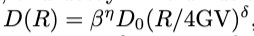 D(R) = β^η D_0 (R/4GV)^δ,